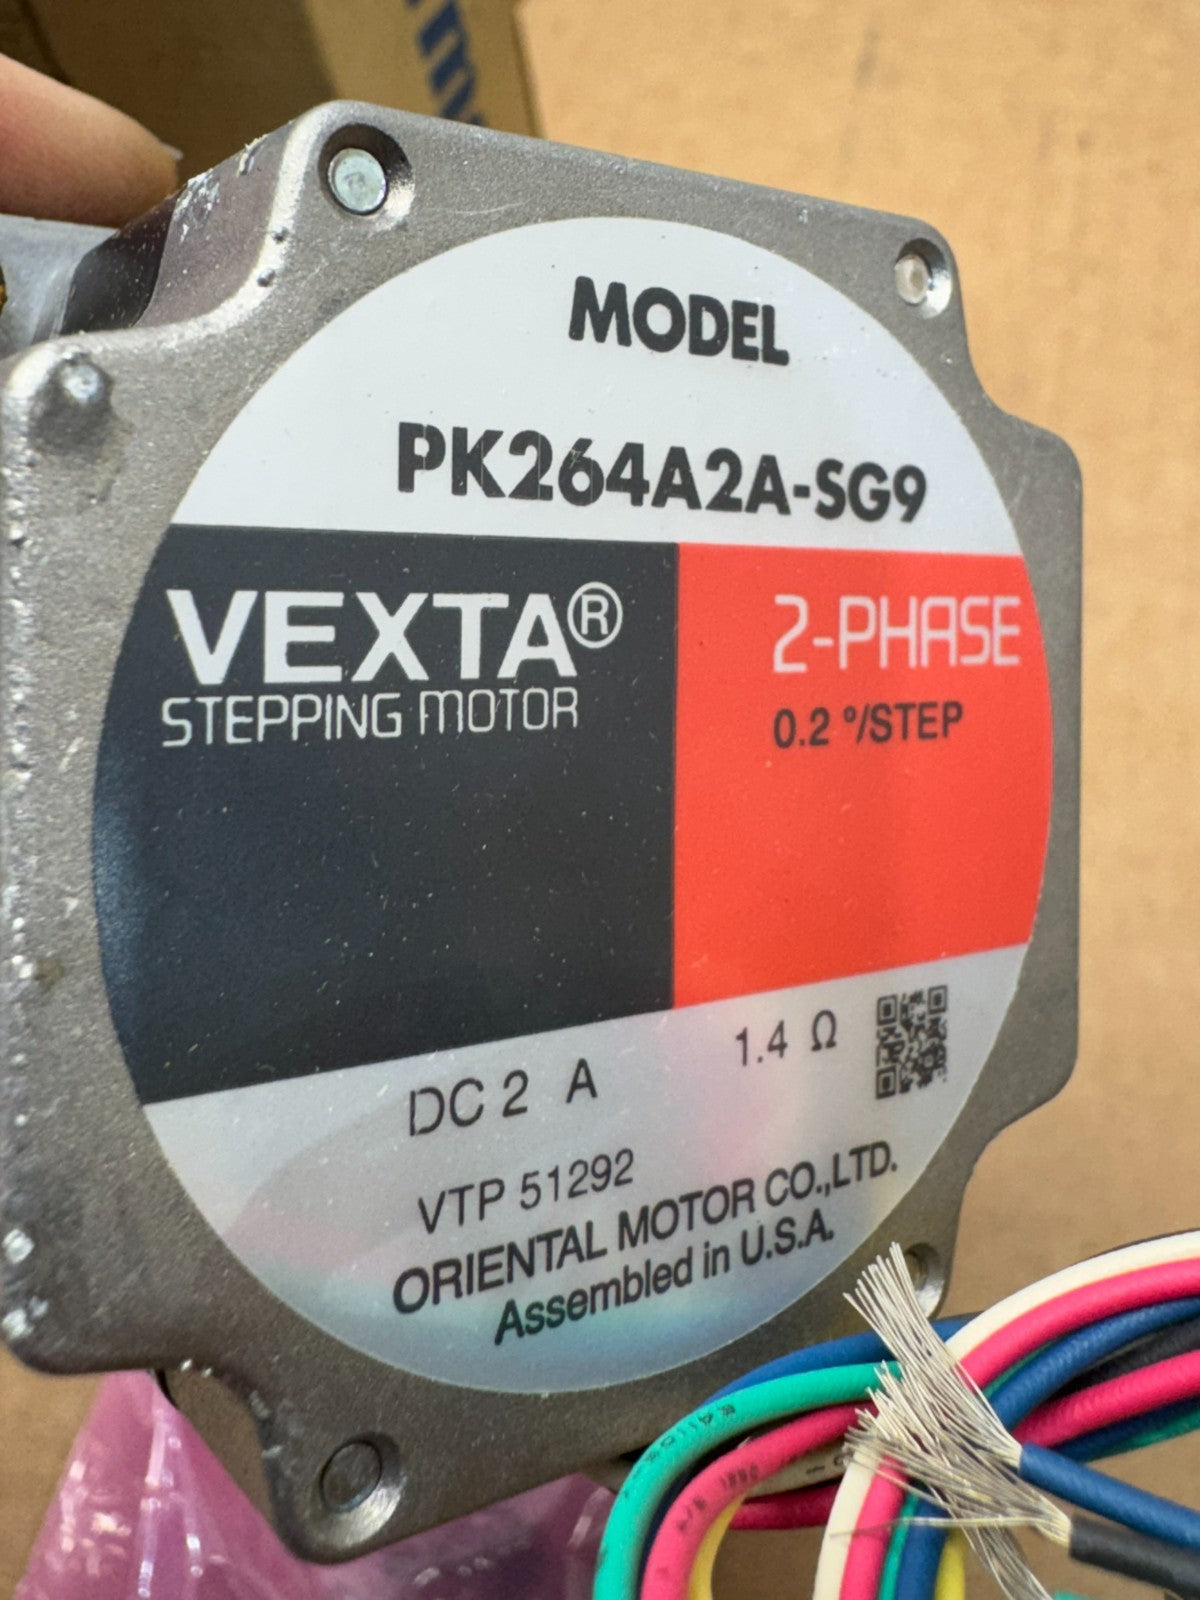 MODEL
PK264A2A-SG9
VEXTA®
STEPPING MOTOR
2-PHASE
0.2 °/STEP
DC 2 A
1.4 Ω
VTP 51292
ORIENTAL MOTOR CO.,LTD.
Assembled in U.S.A.